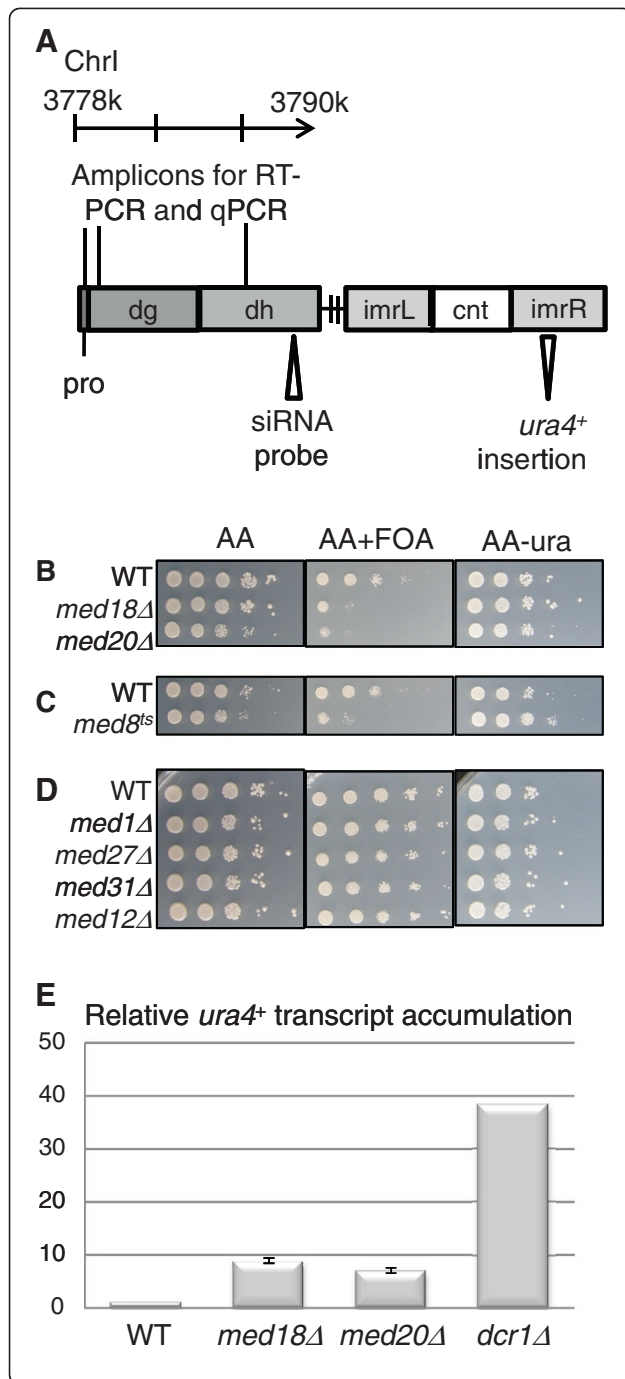 A
ChrI
3778k 3790k
Amplicons for RT-
PCR and qPCR
dg dh imrL cnt imrR
pro
siRNA
probe
ura4+
insertion
AA AA+FOA AA-ura
B
WT
med18Δ
med20Δ
C
WT
med8ts
D
WT
med1Δ
med27Δ
med31Δ
med12Δ
E
Relative ura4+ transcript accumulation
50
40
30
20
10
0
WT med18Δ med20Δ dcr1Δ